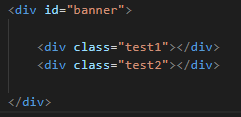 <div id="banner">
<div class="test1"></div>
<div class="test2"></div>
</div>